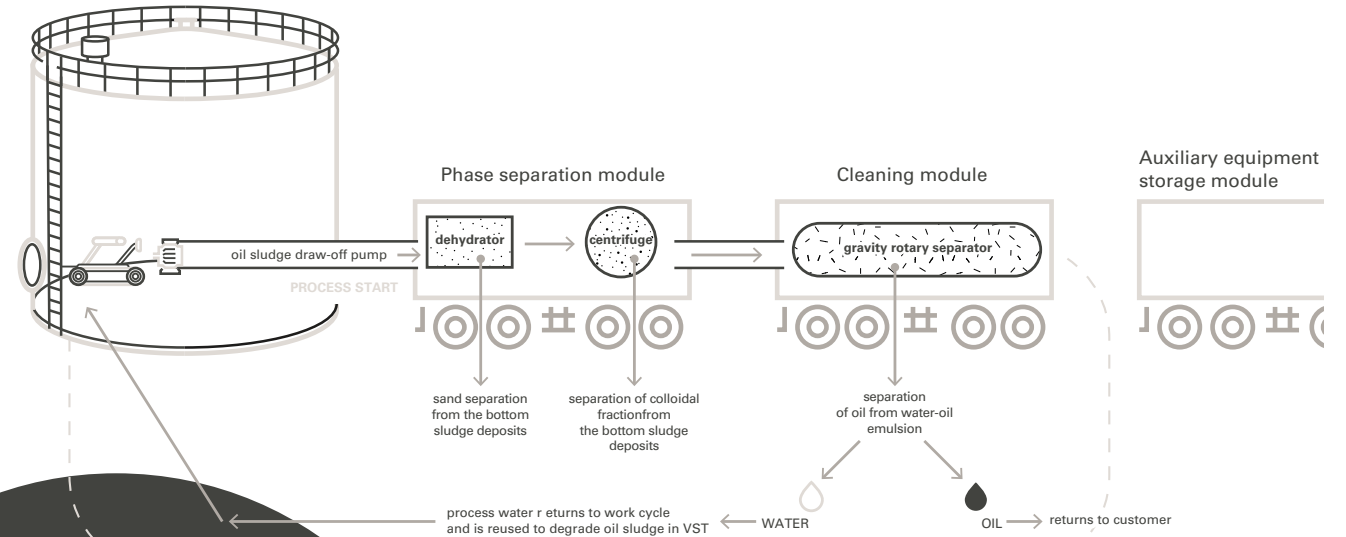 Auxiliary equipment
storage module
Phase separation module
Cleaning module
dehydrator
centrifuge
gravity rotary separator
oil sludge draw-off pump
PROCESS START
sand separation
from the bottom
sludge deposits
separation of colloidal
fractionfrom
the bottom sludge
deposits
separation
of oil from water-oil
emulsion
process water r eturns to work cycle
and is reused to degrade oil sludge in VST
WATER
OIL
returns to customer